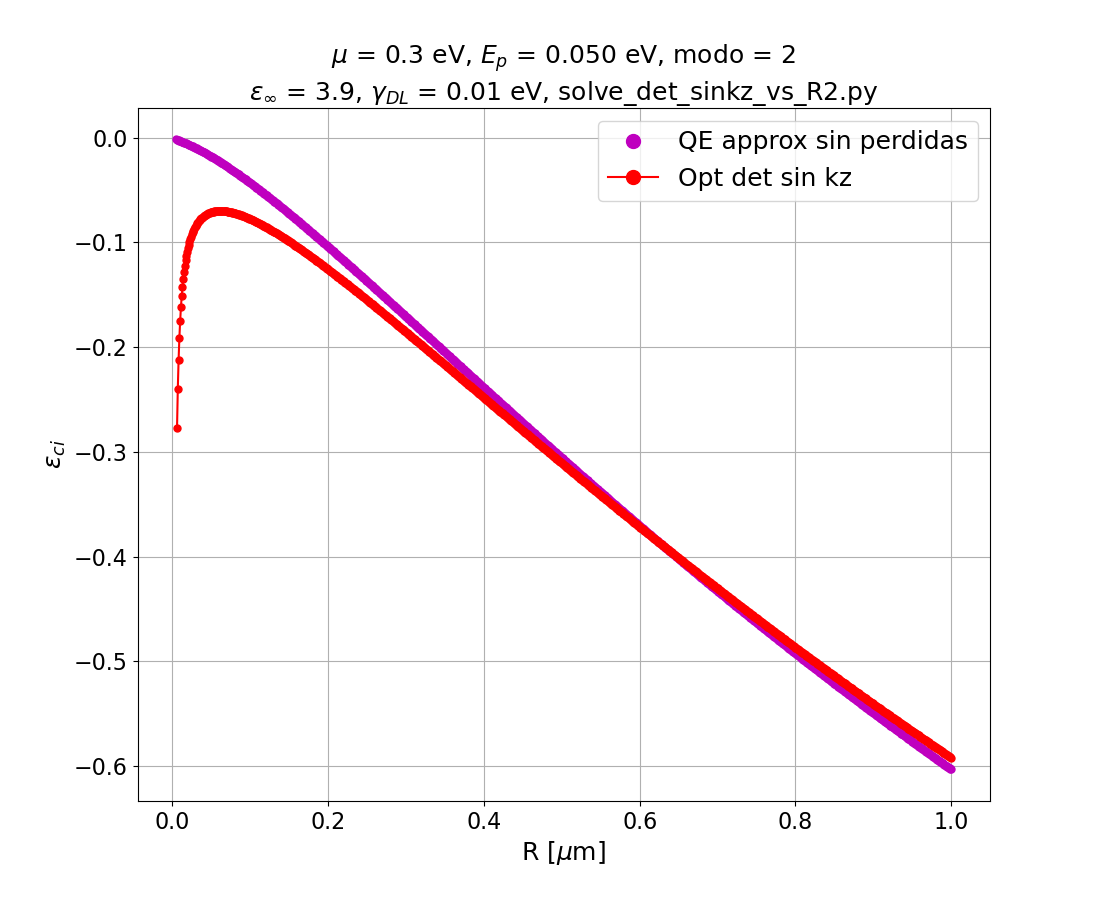 μ = 0.3 eV, E_p = 0.050 eV, modo = 2
ε_∞ = 3.9, γ_DL = 0.01 eV, solve_det_sinkz_vs_R2.py
QE approx sin perdidas
Opt det sin kz
0.0
−0.1
−0.2
−0.3
−0.4
−0.5
−0.6
ε_ci
0.0 0.2 0.4 0.6 0.8 1.0
R [μm]